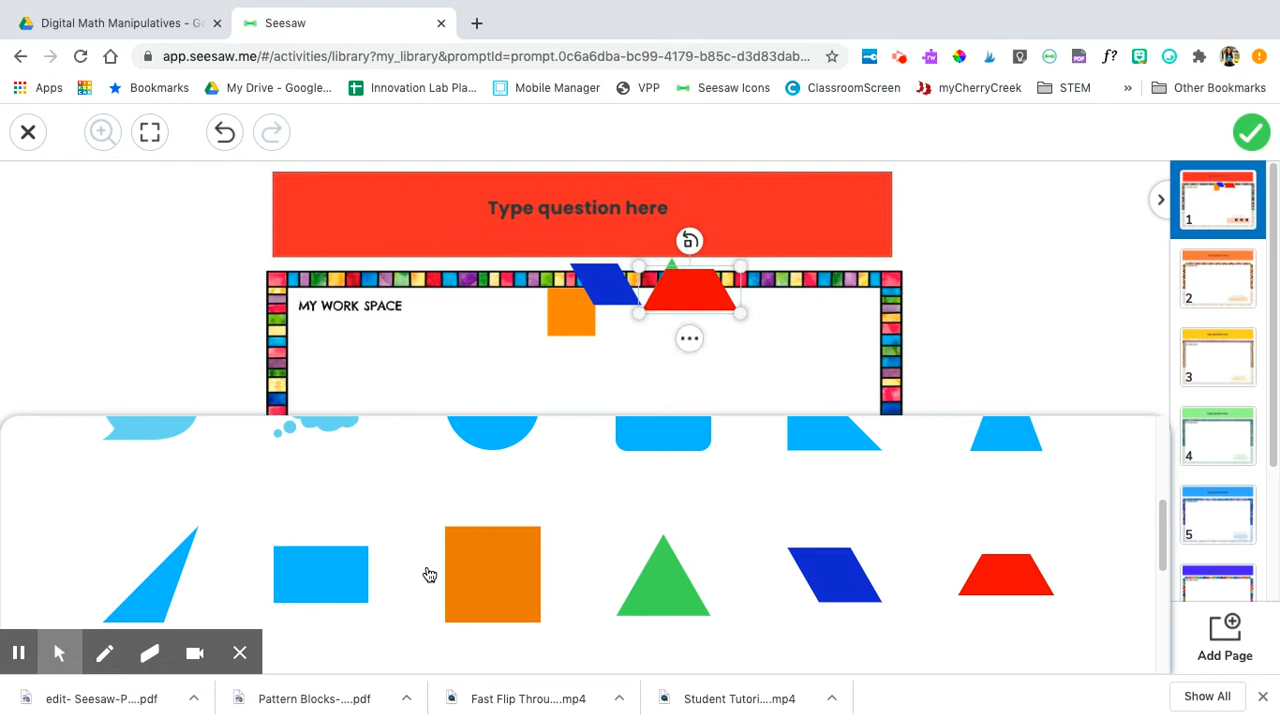 Digital Math Manipulatives - Go
Seesaw
app.seesaw.me/#/activities/library?my_library&promptId=prompt.0c6a6dba-bc99-4179-b85c-d3d83dab...
f?
PDF
Apps
Bookmarks
My Drive - Google...
Innovation Lab Pla...
Mobile Manager
VPP
Seesaw Icons
ClassroomScreen
myCherryCreek
STEM
»
Other Bookmarks
Type question here
MY WORK SPACE
1
2
3
4
5
Add Page
edit- Seesaw-P....pdf
Pattern Blocks-....pdf
Fast Flip Throu....mp4
Student Tutori....mp4
Show All